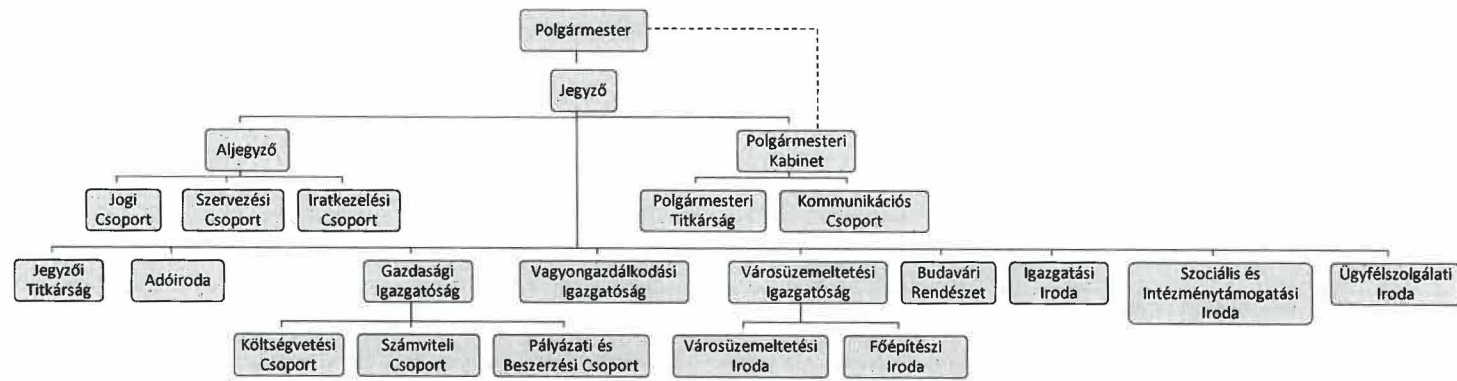 Polgármester
Jegyző
Aljegyző
Polgármesteri
Kabinet
Jogi
Csoport
Szervezési
Csoport
Iratkezelési
Csoport
Polgármesteri
Titkárság
Kommunikációs
Csoport
Jegyzői
Titkárság
Adóiroda
Gazdasági
Igazgatóság
Vagyongazdálkodási
Igazgatóság
Városüzemeltetési
Igazgatóság
Budavári
Rendészet
Igazgatási
Iroda
Szociális és
Intézménytámogatási
Iroda
Ügyfélszolgálati
Iroda
Költségvetési
Csoport
Számviteli
Csoport
Pályázati és
Beszerzési Csoport
Városüzemeltetési
Iroda
Főépítészi
Iroda